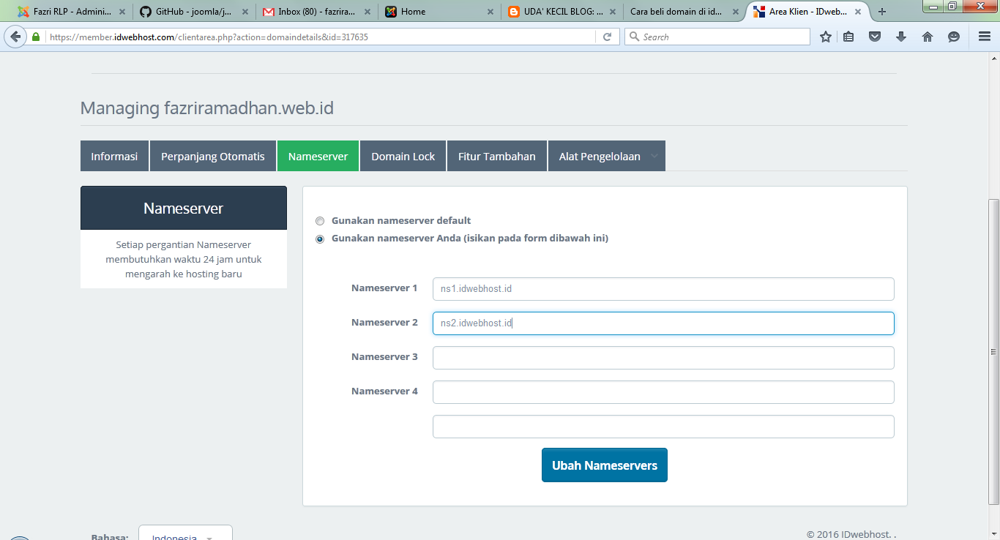 Fazri RLP - Admini...
GitHub - joomla/j...
Inbox (80) - fazrira...
Home
UDA' KECIL BLOG: ...
Cara beli domain di id...
Area Klien - IDweb...
https://member.idwebhost.com/clientarea.php?action=domaindetails&id=317635
Search
Managing fazriramadhan.web.id
Informasi
Perpanjang Otomatis
Nameserver
Domain Lock
Fitur Tambahan
Alat Pengelolaan
Nameserver
Setiap pergantian Nameserver
membutuhkan waktu 24 jam untuk
mengarah ke hosting baru
Gunakan nameserver default
Gunakan nameserver Anda (isikan pada form dibawah ini)
Nameserver 1
ns1.idwebhost.id
Nameserver 2
ns2.idwebhost.id
Nameserver 3
Nameserver 4
Ubah Nameservers
Bahasa:
Indonesia
© 2016 IDwebhost. .